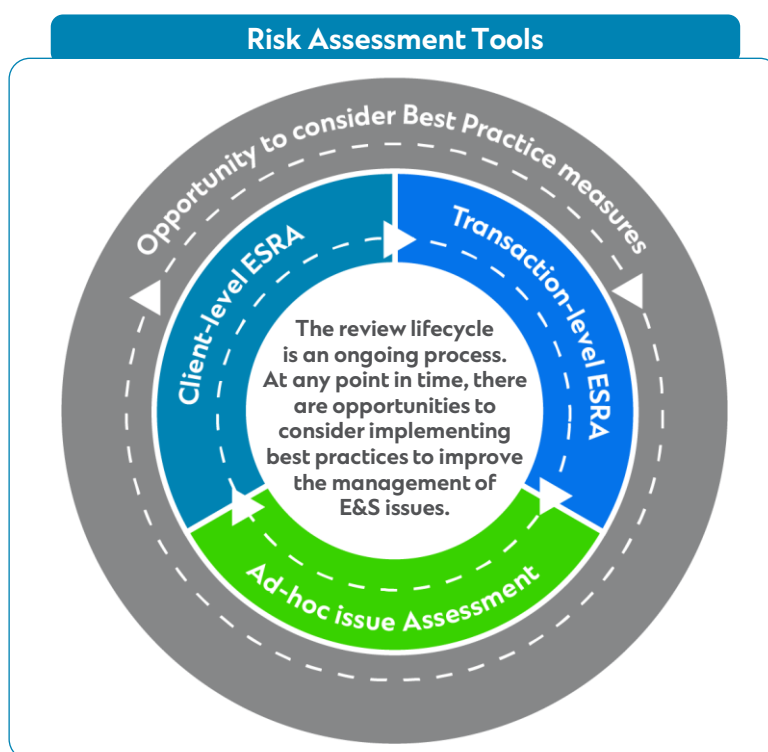 Risk Assessment Tools
Opportunity to consider Best Practice measures
Client-level ESRA
Transaction-level ESRA
The review lifecycle
is an ongoing process.
At any point in time, there
are opportunities to
consider implementing
best practices to improve
the management of
E&S issues.
Ad-hoc issue Assessment